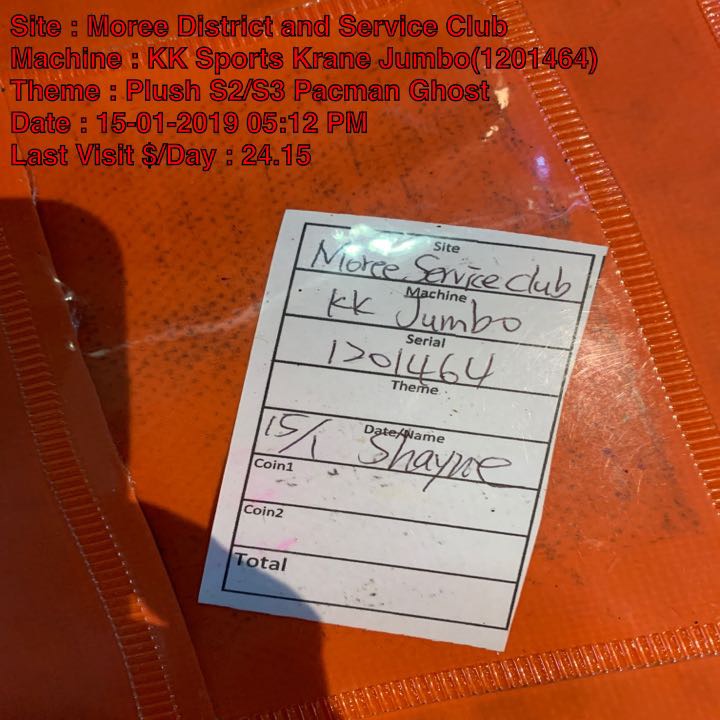 Site : Moree District and Service Club
Machine : KK Sports Krane Jumbo(1201464)
Theme : Plush S2/S3 Pacman Ghost
Date : 15-01-2019 05:12 PM
Last Visit $/Day : 24.15
Site
Moree Service club
Machine
KK Jumbo
Serial
1201464
Theme
Date/Name
15/1 Shayne
Coin1
Coin2
Total